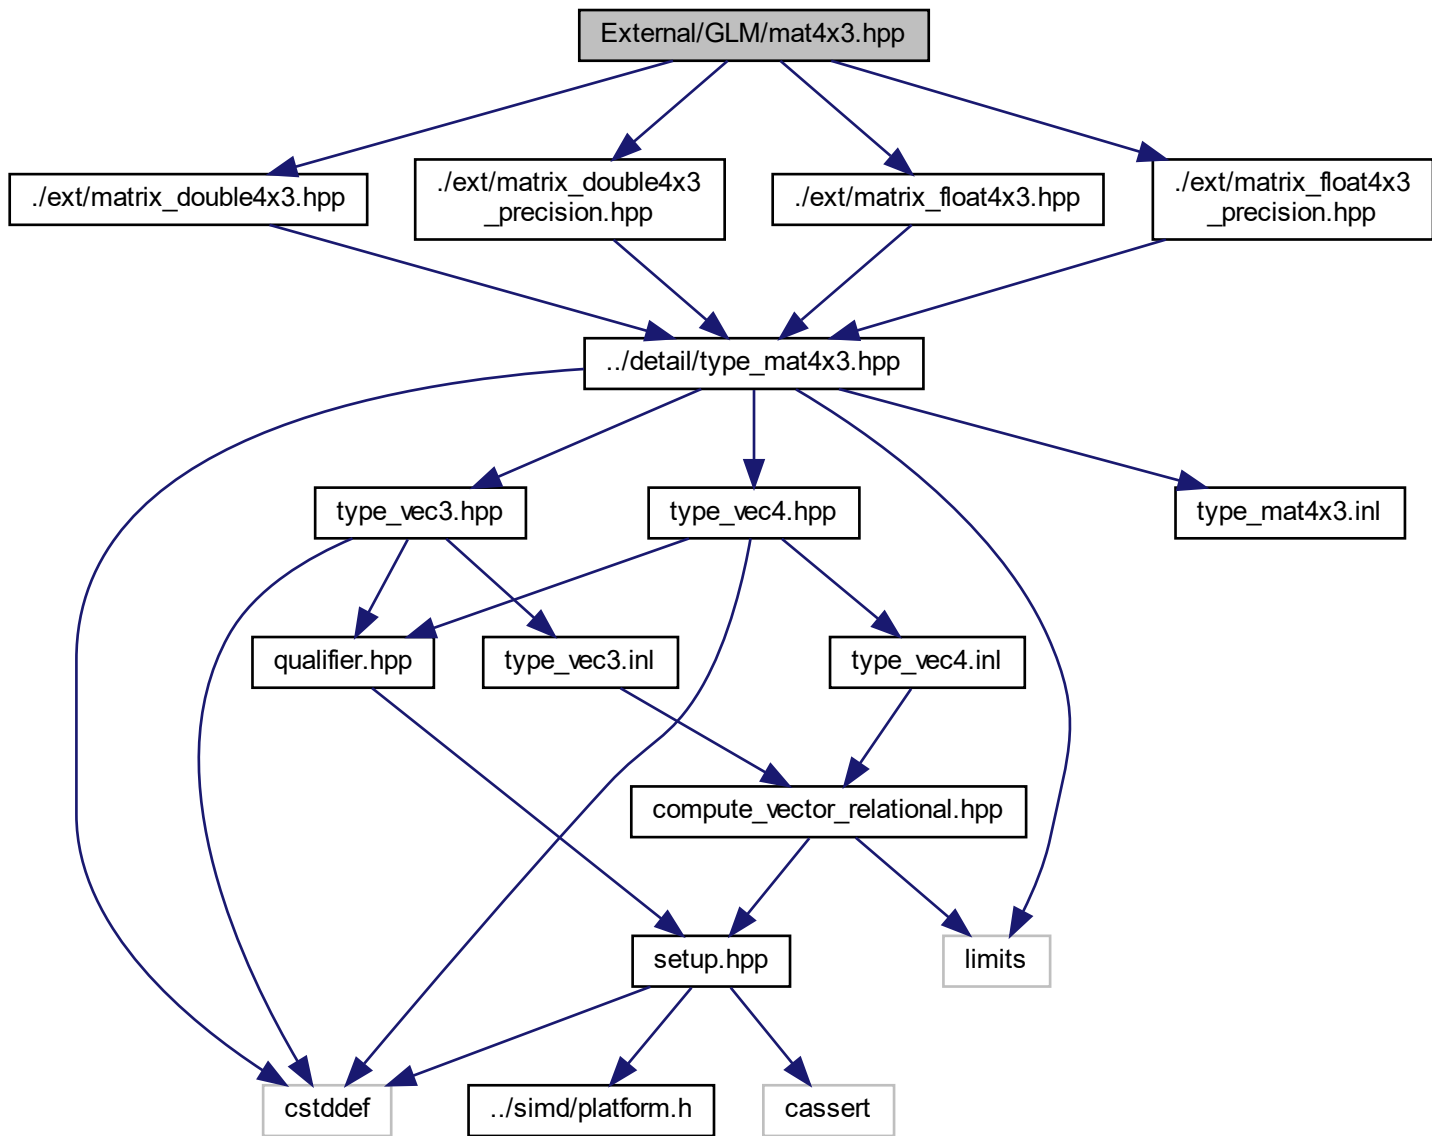 External/GLM/mat4x3.hpp
./ext/matrix_double4x3.hpp
./ext/matrix_double4x3
_precision.hpp
./ext/matrix_float4x3.hpp
./ext/matrix_float4x3
_precision.hpp
../detail/type_mat4x3.hpp
type_vec3.hpp
type_vec4.hpp
type_mat4x3.inl
qualifier.hpp
type_vec3.inl
type_vec4.inl
compute_vector_relational.hpp
setup.hpp
limits
cstddef
../simd/platform.h
cassert